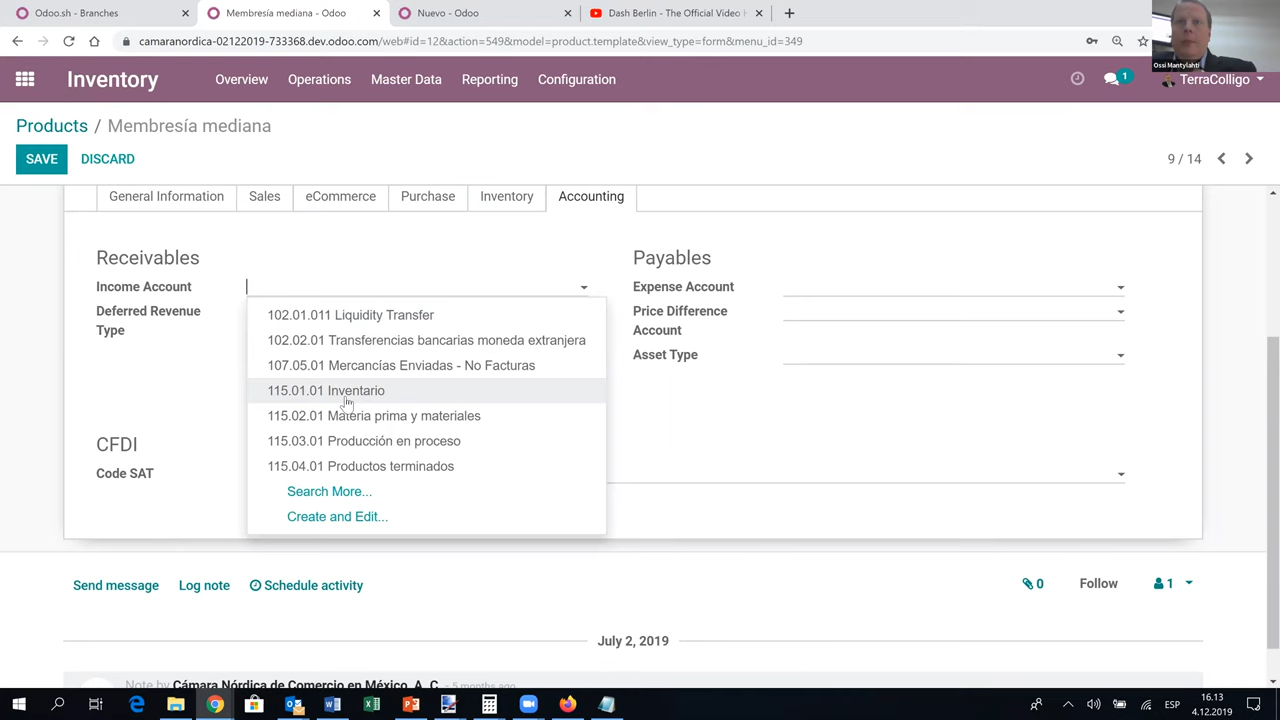 Odoo.sh - Branches
Membresía mediana - Odoo
Nuevo - Odoo
Dash Berlin - The Official Video
camaranordica-02122019-733368.dev.odoo.com/web#id=12&action=549&model=product.template&view_type=form&menu_id=349
Ossi Mantylahti
Inventory
Overview
Operations
Master Data
Reporting
Configuration
1
TerraColligo
Products / Membresía mediana
SAVE
DISCARD
9 / 14
General Information
Sales
eCommerce
Purchase
Inventory
Accounting
Receivables
Payables
Income Account
Expense Account
Deferred Revenue
Type
Price Difference
Account
Asset Type
102.01.011 Liquidity Transfer
102.02.01 Transferencias bancarias moneda extranjera
107.05.01 Mercancías Enviadas - No Facturas
115.01.01 Inventario
115.02.01 Materia prima y materiales
115.03.01 Producción en proceso
115.04.01 Productos terminados
Search More...
Create and Edit...
CFDI
Code SAT
Send message
Log note
Schedule activity
0
Follow
1
July 2, 2019
Note by Cámara Nórdica de Comercio en México, A. C. - 5 months ago
ESP
16.13
4.12.2019